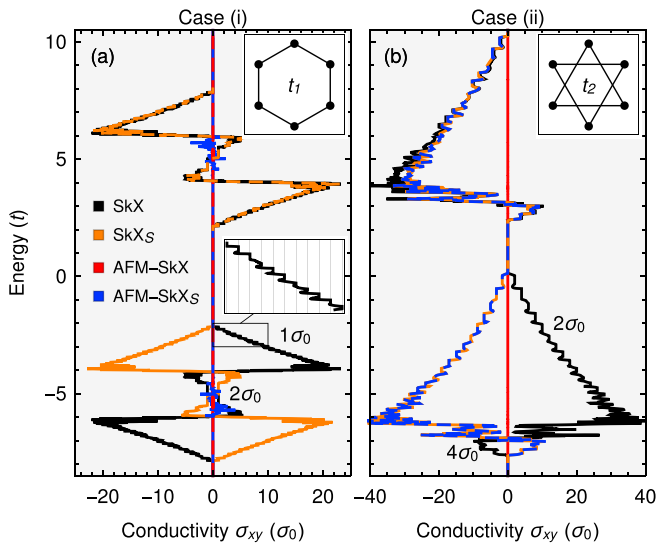 Case (i)
Case (ii)
(a)
(b)
t1
t2
10
5
0
−5
Energy (t)
SkX
SkXS
AFM–SkX
AFM–SkXS
1σ0
2σ0
2σ0
4σ0
−20
−10
0
10
20
−40
−20
0
20
40
Conductivity σxy (σ0)
Conductivity σxy (σ0)